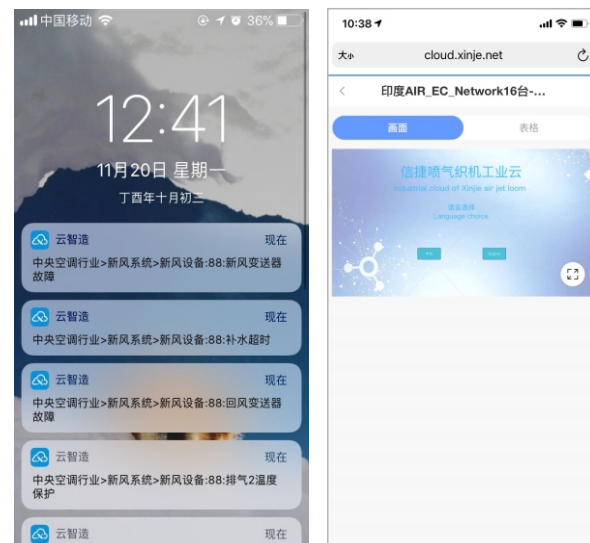 中国移动
36%
12:41
11月20日 星期一
丁酉年十月初三
云智造
现在
中央空调行业>新风系统>新风设备:88:新风变送器
故障
云智造
现在
中央空调行业>新风系统>新风设备:88:补水超时
云智造
现在
中央空调行业>新风系统>新风设备:88:回风变送器
故障
云智造
现在
中央空调行业>新风系统>新风设备:88:排气2温度
保护
云智造
现在
10:38
大小
cloud.xinje.net
印度AIR_EC_Network16台-...
画面
表格
信捷喷气织机工业云
Industrial cloud of Xinjie air jet loom
语言选择
Language choice